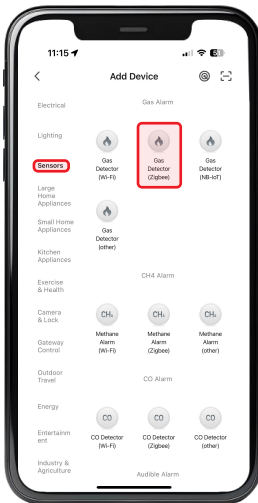 11:15
Add Device
Electrical
Lighting
Sensors
Large
Home
Appliances
Small Home
Appliances
Kitchen
Appliances
Exercise
& Health
Camera
& Lock
Gateway
Control
Outdoor
Travel
Energy
Entertainm
ent
Industry &
Agriculture
Gas Alarm
Gas
Detector
(Wi-Fi)
Gas
Detector
(Zigbee)
Gas
Detector
(NB-IoT)
Gas
Detector
(other)
CH4 Alarm
CH₄
Methane
Alarm
(Wi-Fi)
CH₄
Methane
Alarm
(Zigbee)
CH₄
Methane
Alarm
(other)
CO Alarm
CO
CO Detector
(Wi-Fi)
CO
CO Detector
(Zigbee)
CO
CO Detector
(other)
Audible Alarm